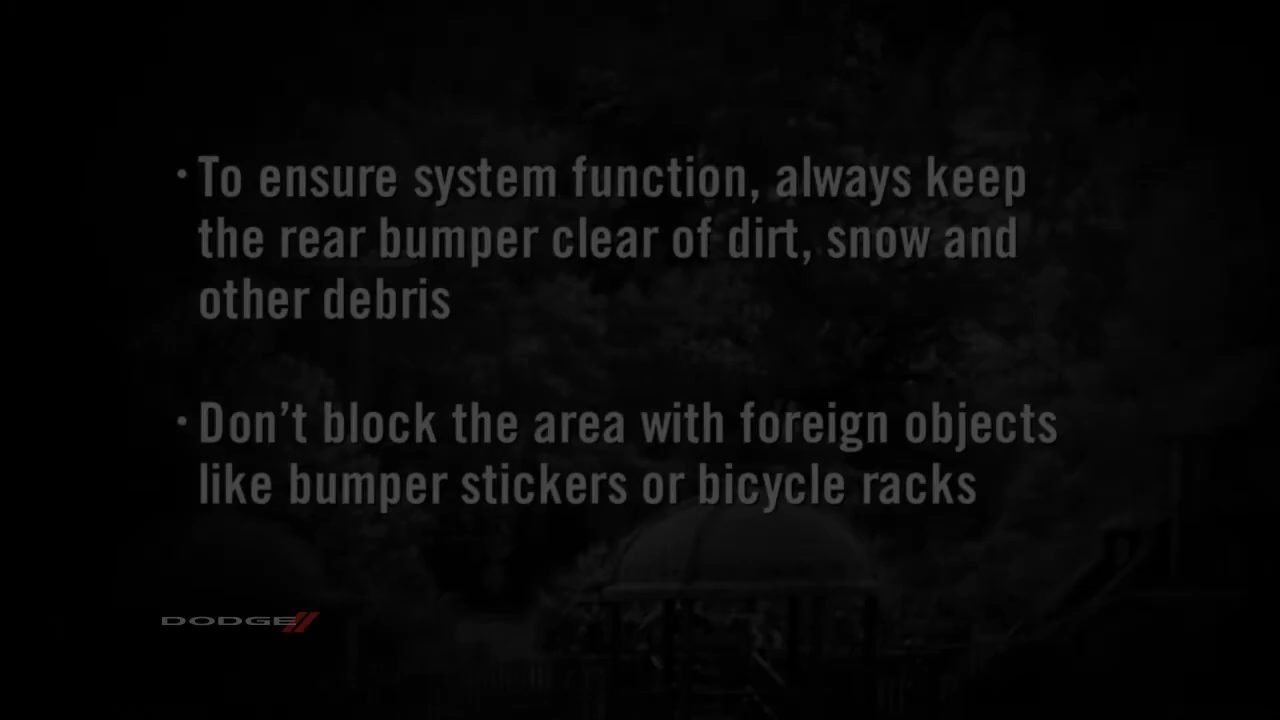 • To ensure system function, always keep
the rear bumper clear of dirt, snow and
other debris
• Don’t block the area with foreign objects
like bumper stickers or bicycle racks
DODGE